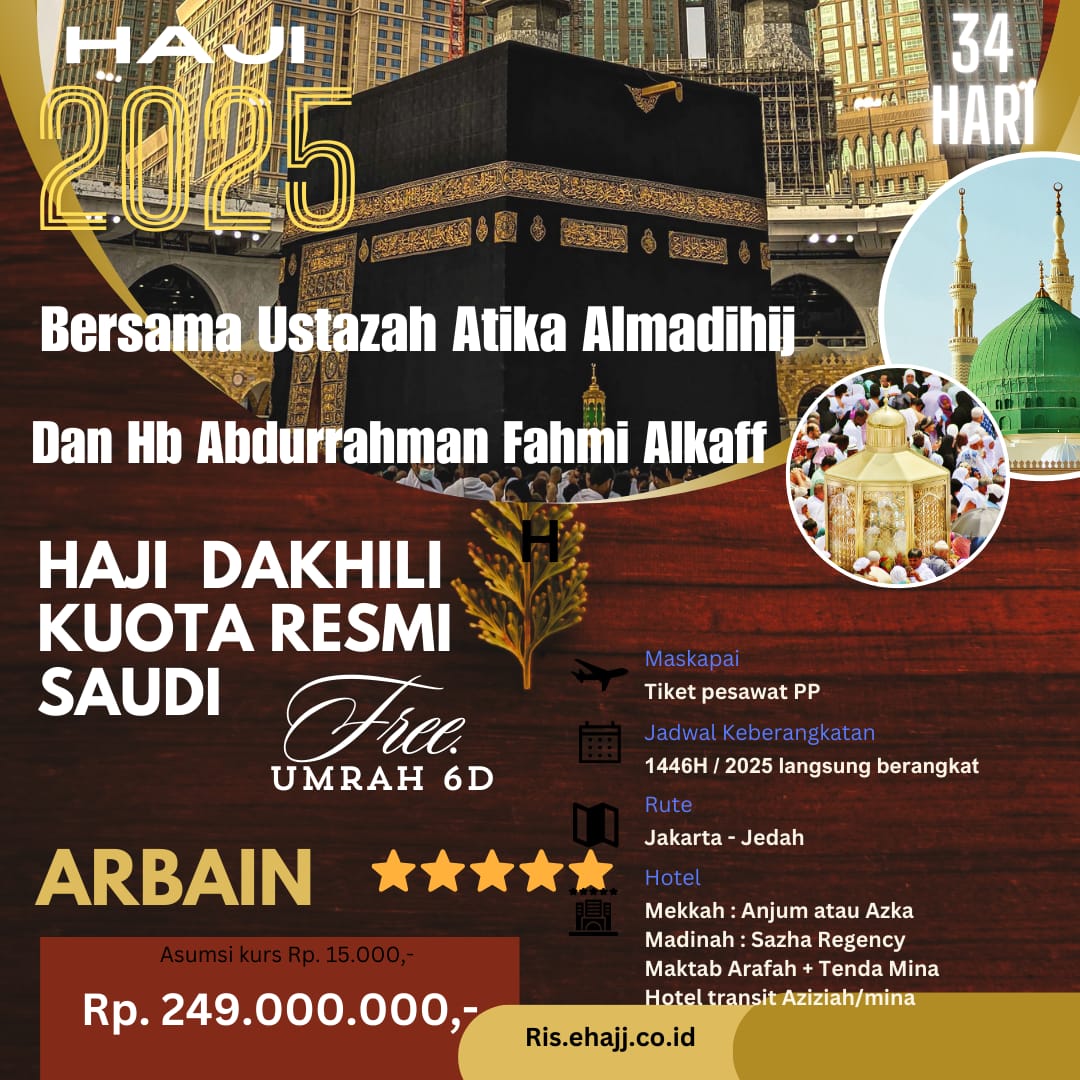 HAJI
2025
34
HARI
Bersama Ustazah Atika Almadihij
Dan Hb Abdurrahman Fahmi Alkaff
H
HAJI DAKHILI
KUOTA RESMI
SAUDI
Free.
UMRAH 6D
ARBAIN
Asumsi kurs Rp. 15.000,-
Rp. 249.000.000,-
Maskapai
Tiket pesawat PP
Jadwal Keberangkatan
1446H / 2025 langsung berangkat
Rute
Jakarta - Jedah
Hotel
Mekkah : Anjum atau Azka
Madinah : Sazha Regency
Maktab Arafah + Tenda Mina
Hotel transit Aziziah/mina
Ris.ehajj.co.id